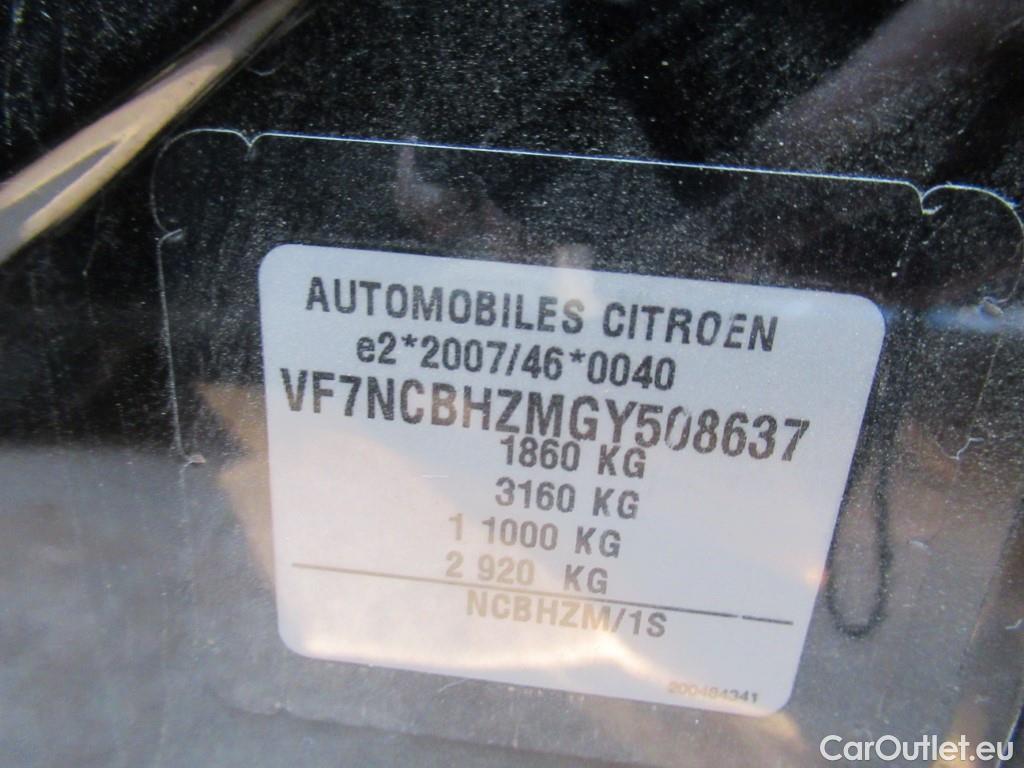 AUTOMOBILES CITROEN
e2*2007/46*0040
VF7NCBHZMGY508637
1860 KG
3160 KG
1 1000 KG
2 920 KG
NCBHZM/1S
200484341
CarOutlet.eu